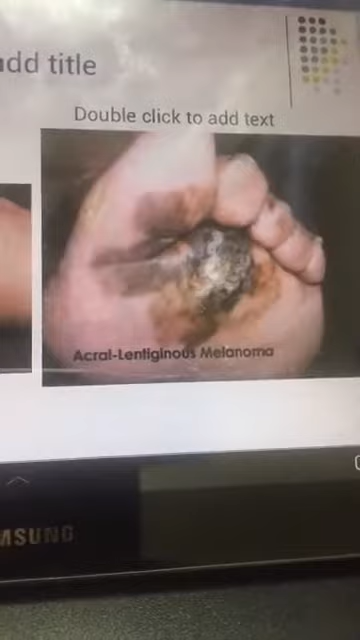 add title
Double click to add text
Acral-Lentiginous Melanoma
MSUNG